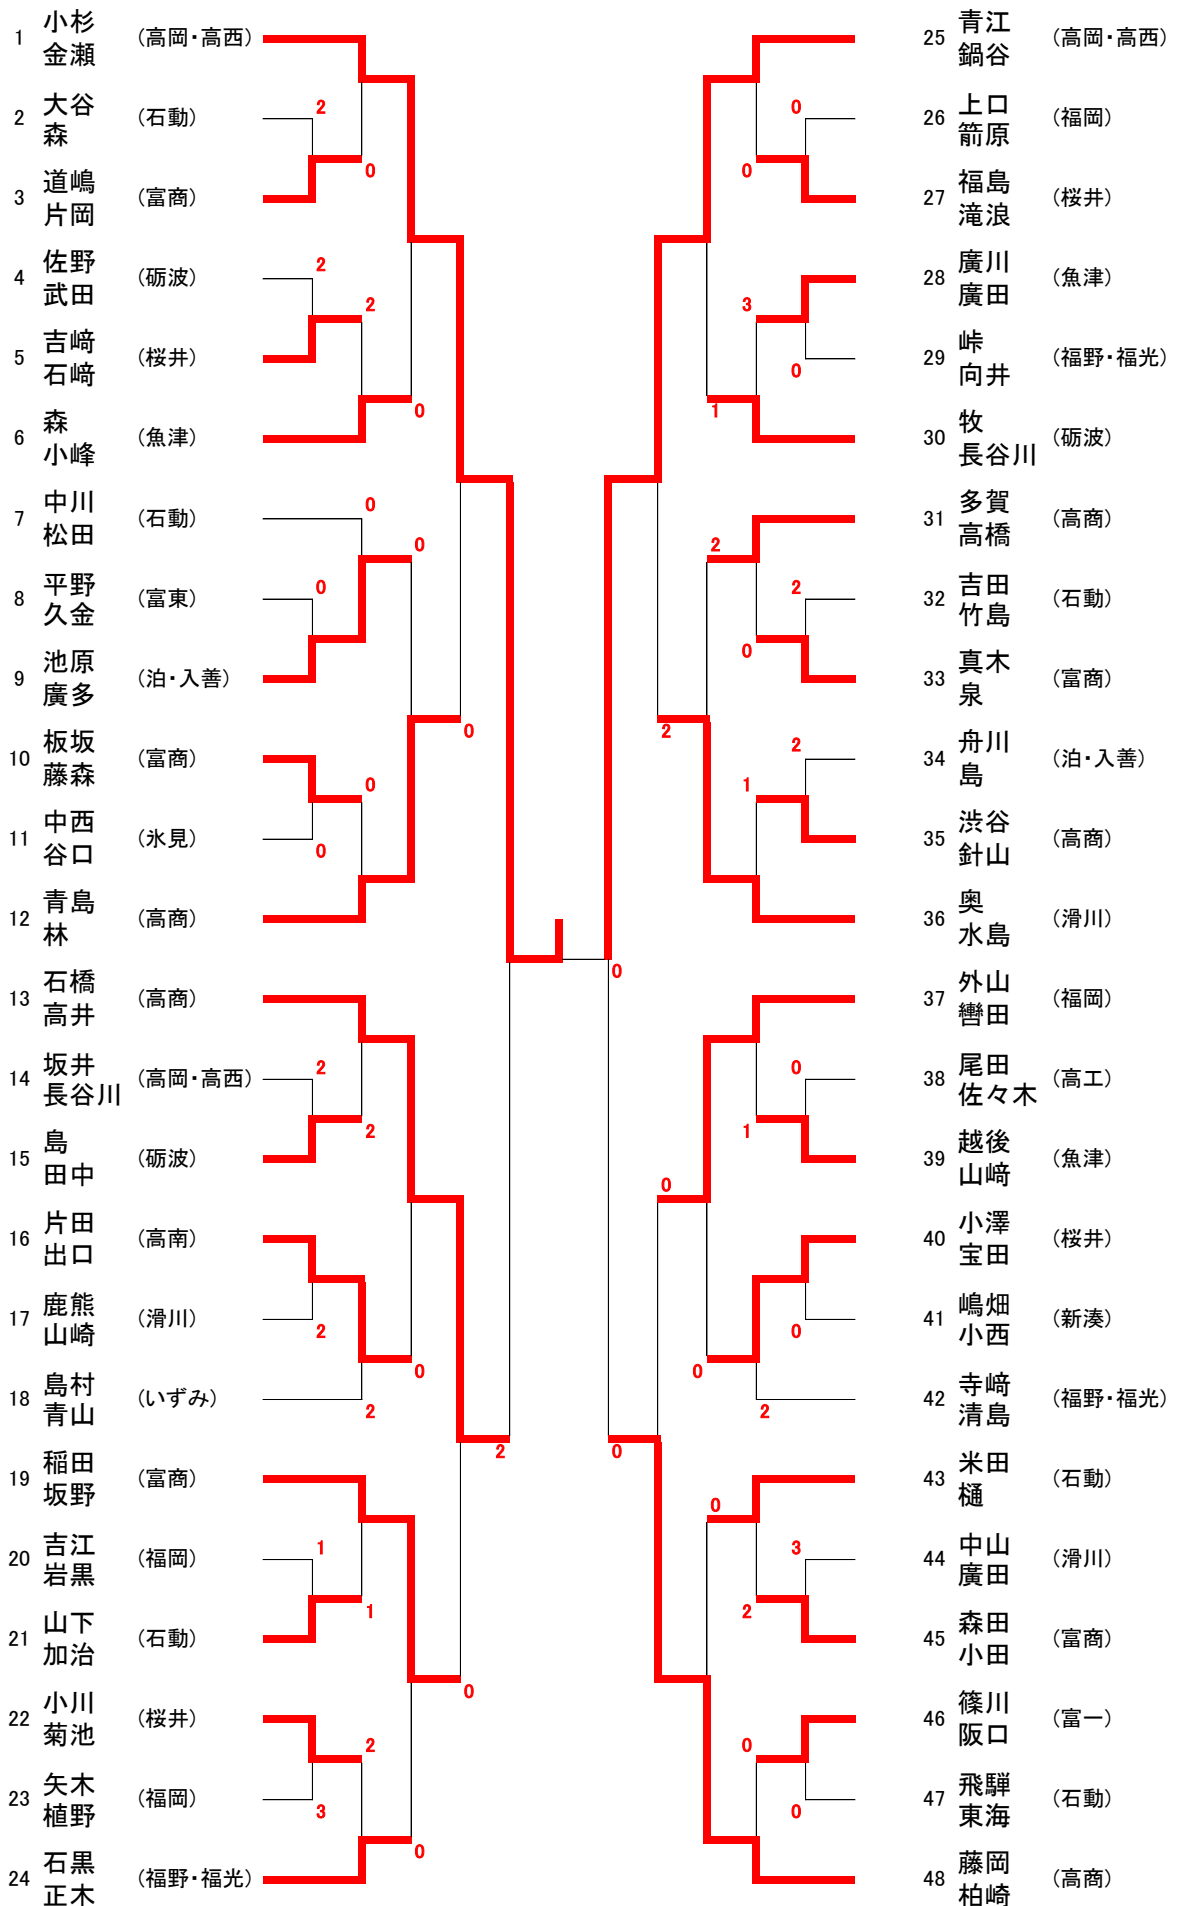 1 小杉 金瀬 (高岡・高西)
2 大谷 森 (石動)
2
3 道嶋 片岡 (富商)
0
4 佐野 武田 (砺波)
2
2
5 吉﨑 石﨑 (桜井)
6 森 小峰 (魚津)
0
7 中川 松田 (石動)
0
0
8 平野 久金 (富東)
0
9 池原 廣多 (泊・入善)
0
10 板坂 藤森 (富商)
0
11 中西 谷口 (氷見)
0
12 青島 林 (高商)
13 石橋 高井 (高商)
14 坂井 長谷川 (高岡・高西)
2
2
15 島 田中 (砺波)
16 片田 出口 (高南)
17 鹿熊 山崎 (滑川)
2
0
18 島村 青山 (いずみ)
2
2
19 稲田 坂野 (富商)
20 吉江 岩黒 (福岡)
1
1
21 山下 加治 (石動)
0
22 小川 菊池 (桜井)
2
23 矢木 植野 (福岡)
3
0
24 石黒 正木 (福野・福光)
25 青江 鍋谷 (高岡・高西)
0
26 上口 箭原 (福岡)
0
27 福島 滝浪 (桜井)
28 廣川 廣田 (魚津)
3
29 峠 向井 (福野・福光)
0
1
30 牧 長谷川 (砺波)
31 多賀 高橋 (高商)
2
32 吉田 竹島 (石動)
2
0
33 真木 泉 (富商)
2
34 舟川 島 (泊・入善)
2
1
35 渋谷 針山 (高商)
36 奥 水島 (滑川)
0
37 外山 轡田 (福岡)
38 尾田 佐々木 (高工)
0
1
39 越後 山﨑 (魚津)
0
40 小澤 宝田 (桜井)
41 嶋畑 小西 (新湊)
0
0
42 寺﨑 清島 (福野・福光)
2
0
43 米田 樋 (石動)
0
44 中山 廣田 (滑川)
3
2
45 森田 小田 (富商)
46 篠川 阪口 (富一)
0
47 飛騨 東海 (石動)
0
48 藤岡 柏崎 (高商)